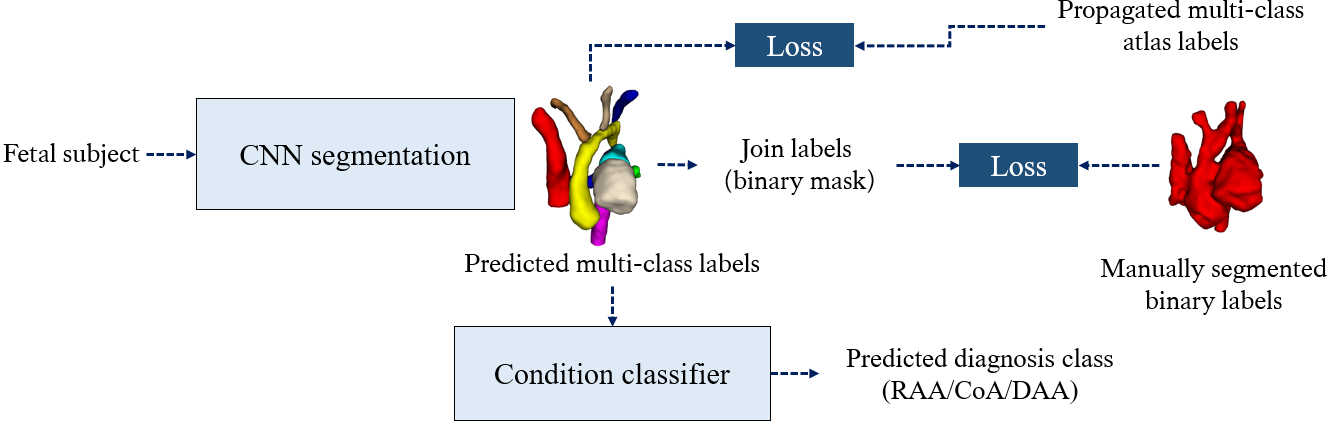 Propagated multi-class
atlas labels
Loss
Fetal subject
CNN segmentation
Join labels
(binary mask)
Loss
Predicted multi-class labels
Manually segmented
binary labels
Condition classifier
Predicted diagnosis class
(RAA/CoA/DAA)